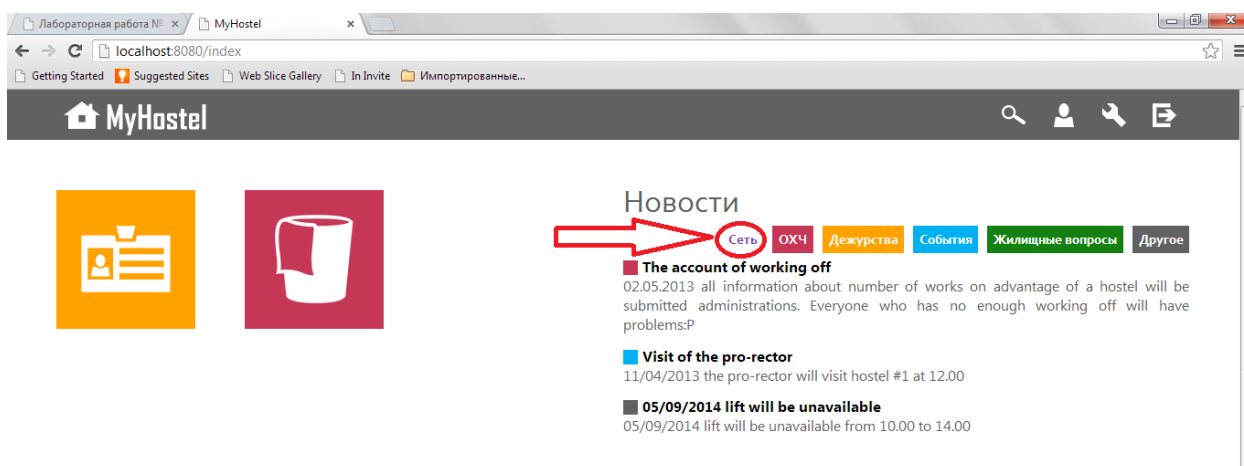 Лабораторная работа №
MyHostel
localhost:8080/index
Getting Started Suggested Sites Web Slice Gallery In Invite Импортированные...
MyHostel
Новости
Сеть ОХЧ Дежурства События Жилищные вопросы Другое
The account of working off
02.05.2013 all information about number of works on advantage of a hostel will be
submitted administrations. Everyone who has no enough working off will have
problems:P
Visit of the pro-rector
11/04/2013 the pro-rector will visit hostel #1 at 12.00
05/09/2014 lift will be unavailable
05/09/2014 lift will be unavailable from 10.00 to 14.00